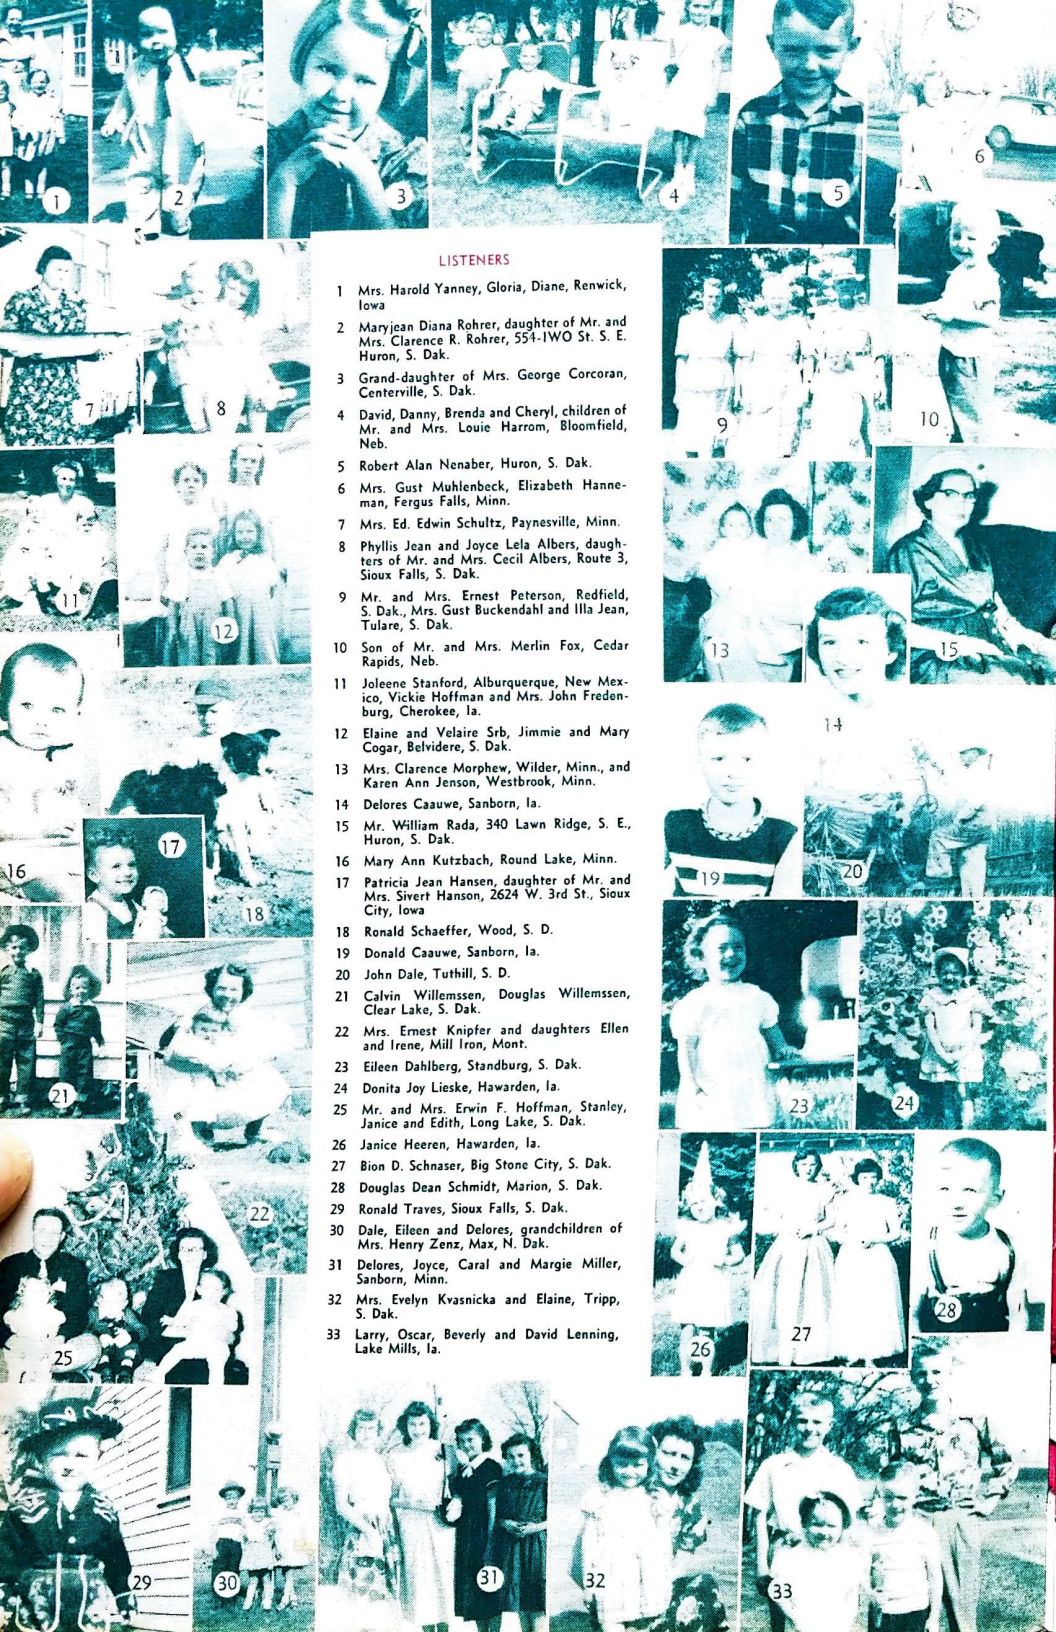 1
2
3
4
5
6
LISTENERS
1 Mrs. Harold Yanney, Gloria, Diane, Renwick,
Iowa
2 Maryjean Diana Rohrer, daughter of Mr. and
Mrs. Clarence R. Rohrer, 554-IWO St. S. E.
Huron, S. Dak.
3 Grand-daughter of Mrs. George Corcoran,
Centerville, S. Dak.
4 David, Danny, Brenda and Cheryl, children of
Mr. and Mrs. Louie Harrom, Bloomfield,
Neb.
5 Robert Alan Nenaber, Huron, S. Dak.
6 Mrs. Gust Muhlenbeck, Elizabeth Hanne-
man, Fergus Falls, Minn.
7 Mrs. Ed. Edwin Schultz, Paynesville, Minn.
8 Phyllis Jean and Joyce Lela Albers, daugh-
ters of Mr. and Mrs. Cecil Albers, Route 3,
Sioux Falls, S. Dak.
9 Mr. and Mrs. Ernest Peterson, Redfield,
S. Dak., Mrs. Gust Buckendahl and Illa Jean,
Tulare, S. Dak.
10 Son of Mr. and Mrs. Merlin Fox, Cedar
Rapids, Neb.
11 Joleene Stanford, Alburquerque, New Mex-
ico, Vickie Hoffman and Mrs. John Freden-
burg, Cherokee, Ia.
12 Elaine and Velaire Srb, Jimmie and Mary
Cogar, Belvidere, S. Dak.
13 Mrs. Clarence Morphew, Wilder, Minn., and
Karen Ann Jenson, Westbrook, Minn.
14 Delores Caauwe, Sanborn, Ia.
15 Mr. William Rada, 340 Lawn Ridge, S. E.,
Huron, S. Dak.
16 Mary Ann Kutzbach, Round Lake, Minn.
17 Patricia Jean Hansen, daughter of Mr. and
Mrs. Sivert Hanson, 2624 W. 3rd St., Sioux
City, Iowa
18 Ronald Schaeffer, Wood, S. D.
19 Donald Caauwe, Sanborn, Ia.
20 John Dale, Tuthill, S. D.
21 Calvin Willemssen, Douglas Willemssen,
Clear Lake, S. Dak.
22 Mrs. Ernest Knipfer and daughters Ellen
and Irene, Mill Iron, Mont.
23 Eileen Dahlberg, Standburg, S. Dak.
24 Donita Joy Lieske, Hawarden, Ia.
25 Mr. and Mrs. Erwin F. Hoffman, Stanley,
Janice and Edith, Long Lake, S. Dak.
26 Janice Heeren, Hawarden, Ia.
27 Bion D. Schnaser, Big Stone City, S. Dak.
28 Douglas Dean Schmidt, Marion, S. Dak.
29 Ronald Traves, Sioux Falls, S. Dak.
30 Dale, Eileen and Delores, grandchildren of
Mrs. Henry Zenz, Max, N. Dak.
31 Delores, Joyce, Caral and Margie Miller,
Sanborn, Minn.
32 Mrs. Evelyn Kvasnicka and Elaine, Tripp,
S. Dak.
33 Larry, Oscar, Beverly and David Lenning,
Lake Mills, Ia.
7
8
9
10
11
12
13
14
15
16
17
18
19
20
21
22
23
24
25
26
27
28
29
30
31
32
33